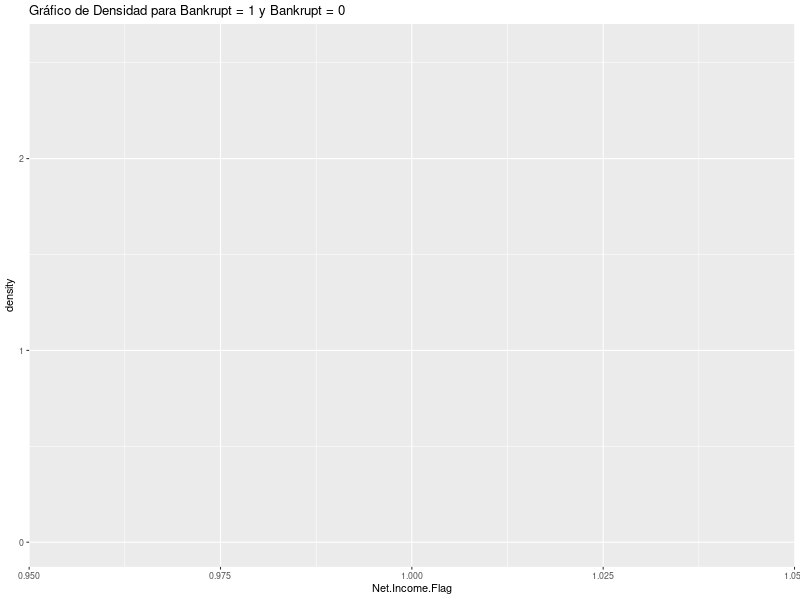 Gráfico de Densidad para Bankrupt = 1 y Bankrupt = 0
density
2
1
0
0.950 0.975 1.000 1.025 1.05
Net.Income.Flag